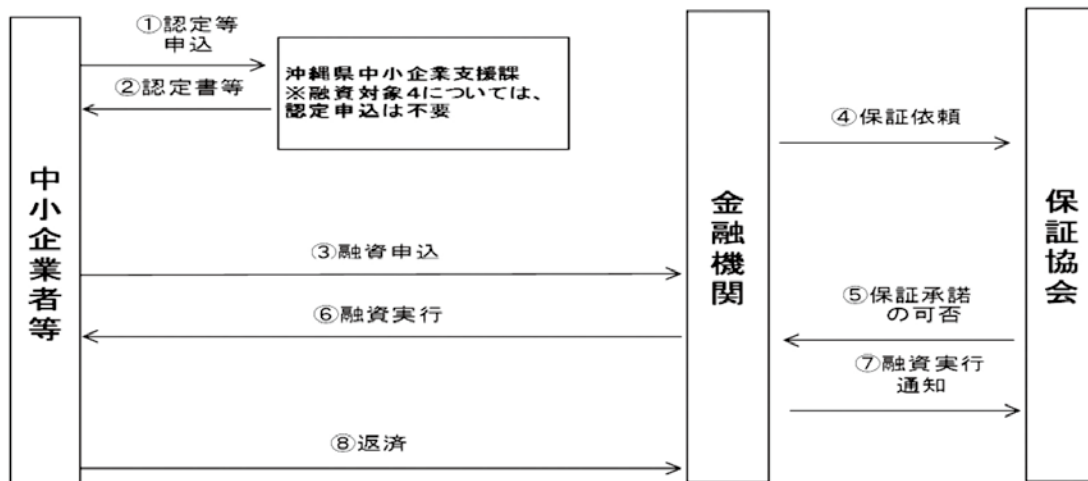 ①認定等
申込
②認定書等
沖縄県中小企業支援課
※融資対象4については、
認定申込は不要
④保証依頼
中小企業者等
金融機関
保証協会
③融資申込
⑥融資実行
⑤保証承諾
の可否
⑦融資実行
通知
⑧返済